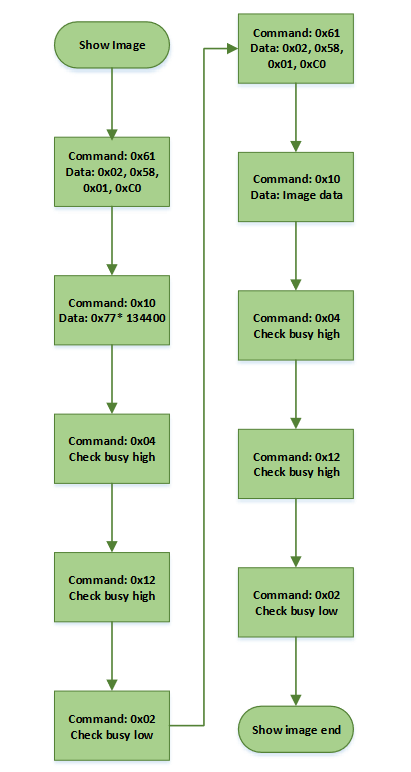 Show Image
Command: 0x61
Data: 0x02, 0x58,
0x01, 0xC0
Command: 0x10
Data: 0x77* 134400
Command: 0x04
Check busy high
Command: 0x12
Check busy high
Command: 0x02
Check busy low
Command: 0x61
Data: 0x02, 0x58,
0x01, 0xC0
Command: 0x10
Data: Image data
Command: 0x04
Check busy high
Command: 0x12
Check busy high
Command: 0x02
Check busy low
Show image end